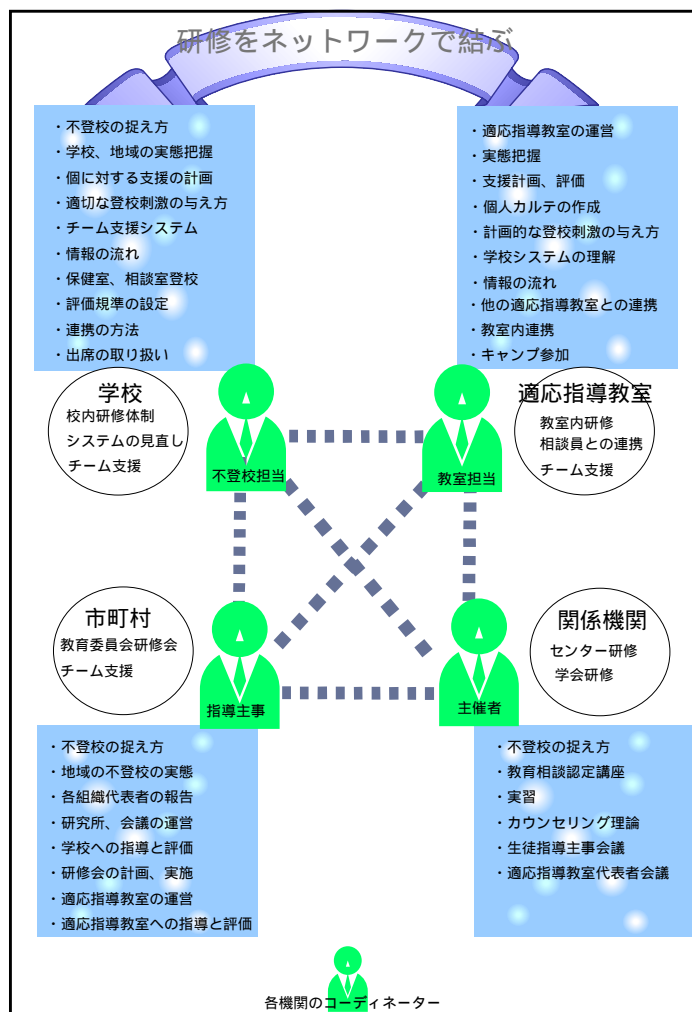 研修をネットワークで結ぶ
・不登校の捉え方
・学校、地域の実態把握
・個に対する支援の計画
・適切な登校刺激の与え方
・チーム支援システム
・情報の流れ
・保健室、相談室登校
・評価規準の設定
・連携の方法
・出席の取り扱い
・適応指導教室の運営
・実態把握
・支援計画、評価
・個人カルテの作成
・計画的な登校刺激の与え方
・学校システムの理解
・情報の流れ
・他の適応指導教室との連携
・教室内連携
・キャンプ参加
学校
校内研修体制
システムの見直し
チーム支援
不登校担当
教室担当
適応指導教室
教室内研修
相談員との連携
チーム支援
市町村
教育委員会研修会
チーム支援
指導主事
主催者
関係機関
センター研修
学会研修
・不登校の捉え方
・地域の不登校の実態
・各組織代表者の報告
・研究所、会議の運営
・学校への指導と評価
・研修会の計画、実施
・適応指導教室の運営
・適応指導教室への指導と評価
・不登校の捉え方
・教育相談認定講座
・実習
・カウンセリング理論
・生徒指導主事会議
・適応指導教室代表者会議
各機関のコーディネーター